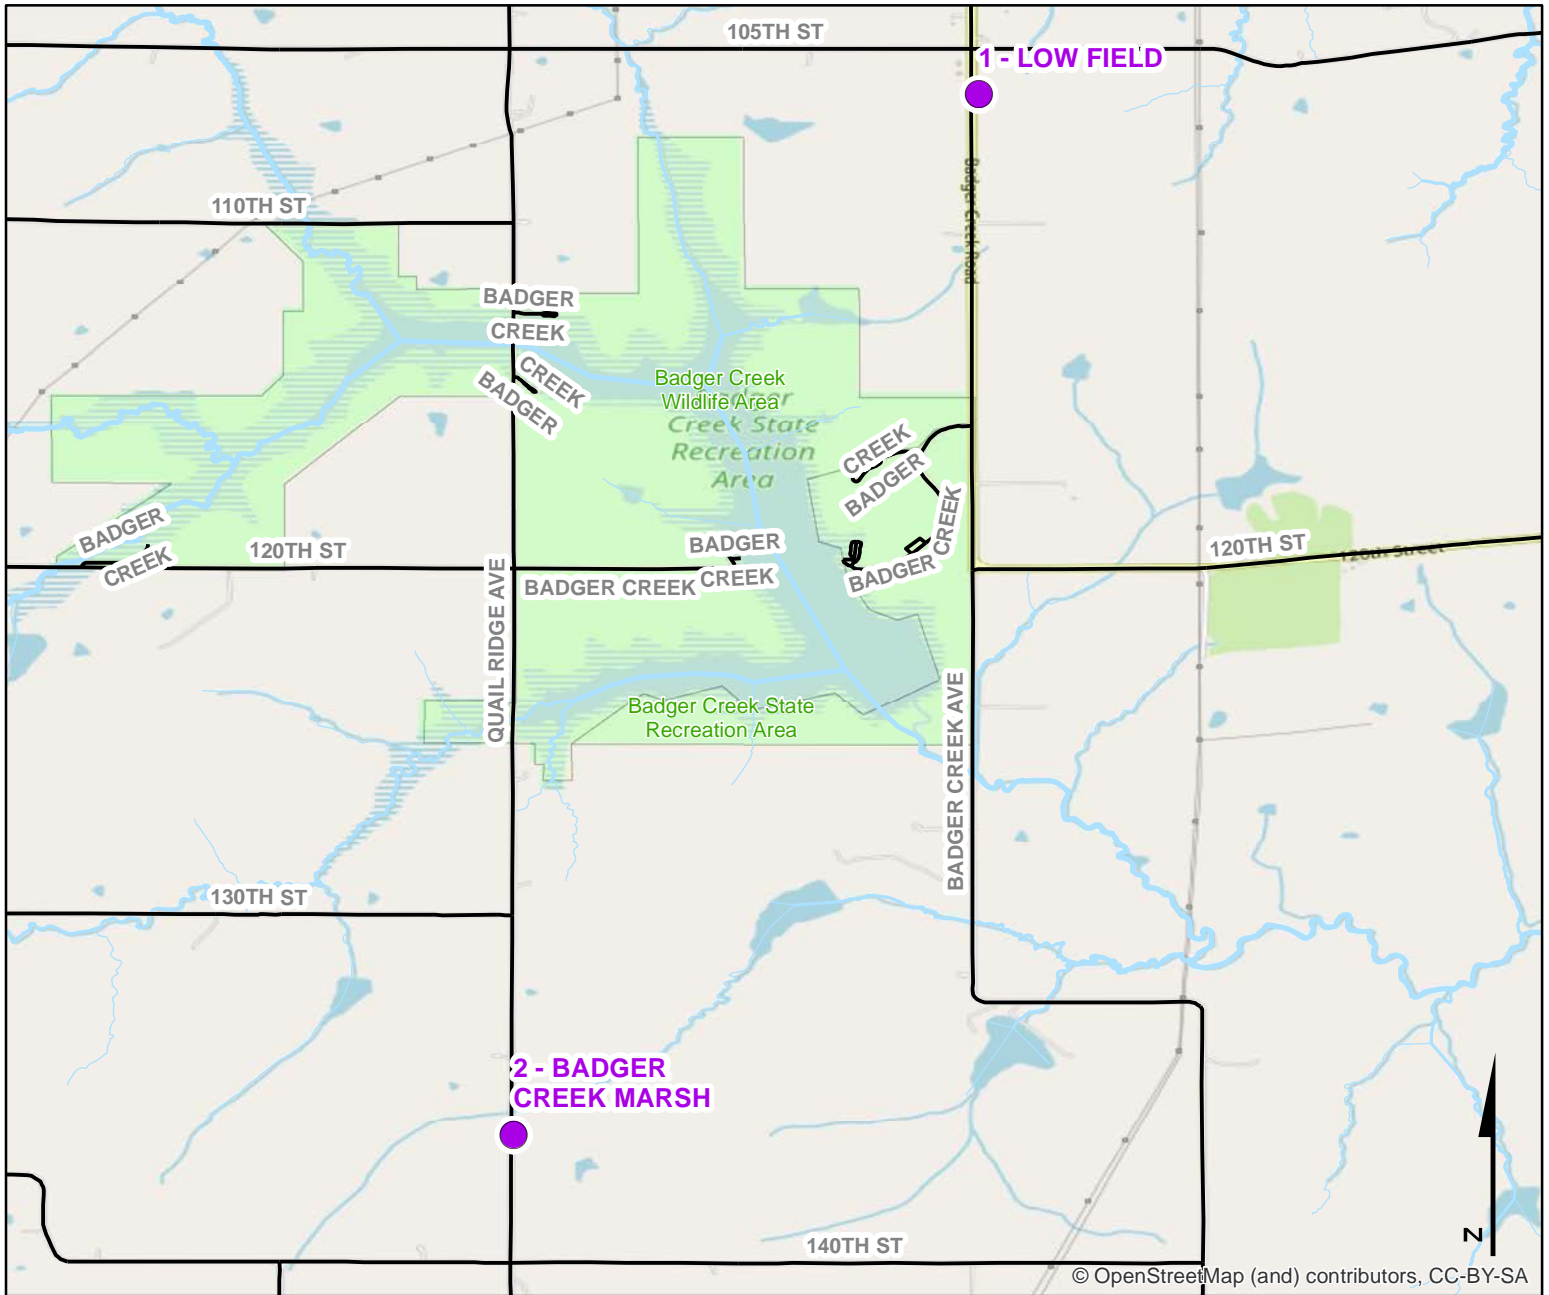 105TH ST
1 - LOW FIELD
Badger Creek Road
110TH ST
BADGER
CREEK
CREEK
BADGER
Badger Creek
Wildlife Area
Creek State
Recreation
Area
CREEK
BADGER
CREEK
BADGER
BADGER
CREEK
120TH ST
BADGER
CREEK
BADGER CREEK
120TH ST
120th Street
QUAIL RIDGE AVE
Badger Creek State
Recreation Area
BADGER CREEK AVE
130TH ST
2 - BADGER
CREEK MARSH
140TH ST
N
© OpenStreetMap (and) contributors, CC-BY-SA